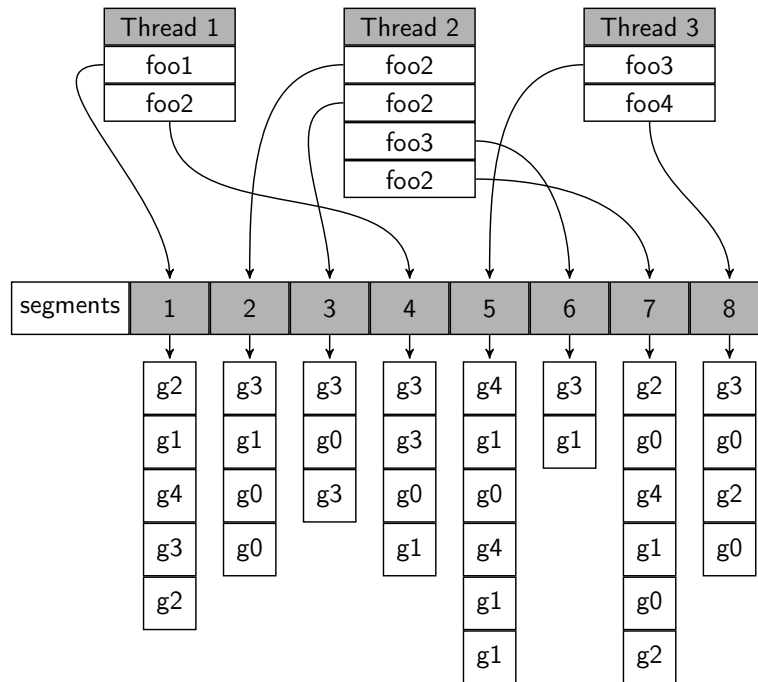 Thread 1 Thread 2 Thread 3
foo1 foo2 foo3
foo2 foo2 foo4
foo3
foo2
segments 1 2 3 4 5 6 7 8
g2 g3 g3 g3 g4 g3 g2 g3
g1 g1 g0 g3 g1 g1 g0 g0
g4 g0 g3 g0 g0 g4 g2
g3 g0 g1 g4 g1 g0
g2 g1 g0
g1 g2